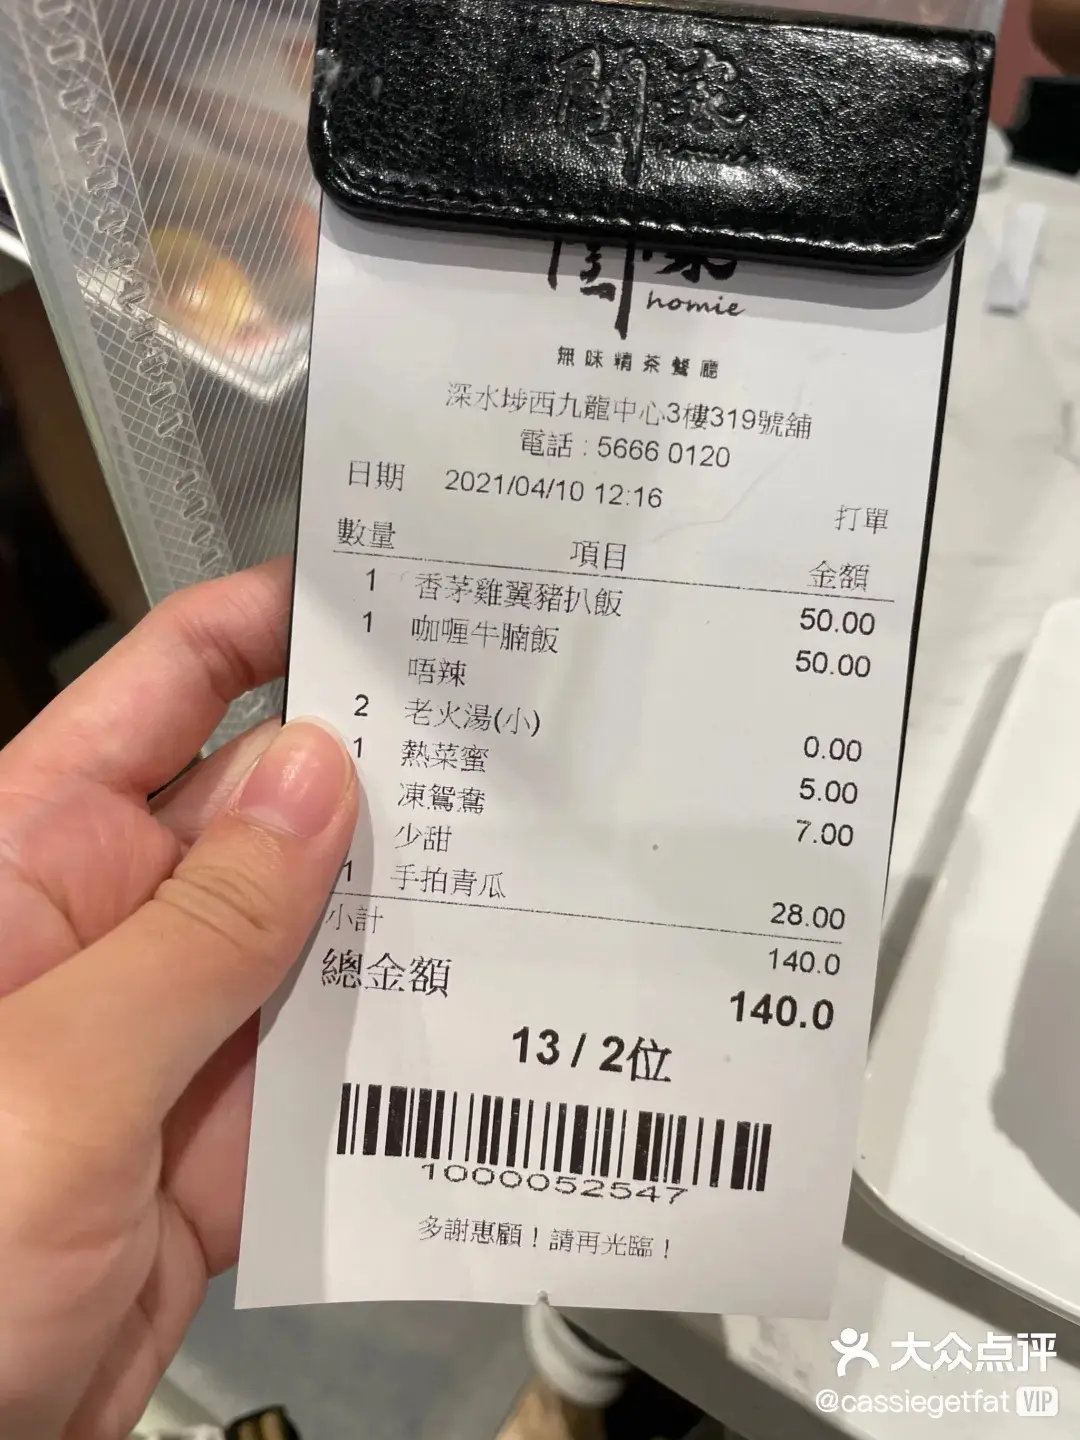 homie
無味精茶餐廳
深水埗西九龍中心3樓319號舖
電話 : 5666 0120
日期 2021/04/10 12:16
打單
數量 項目 金額
1 香茅雞翼豬扒飯 50.00
1 咖喱牛腩飯 50.00
唔辣
2 老火湯(小) 0.00
1 熱菜蜜 5.00
凍鴛鴦 7.00
少甜
1 手拍青瓜 28.00
小計 140.0
總金額 140.0
13 / 2位
1000052547
多謝惠顧！請再光臨！
大众点评
@cassiegetfat VIP